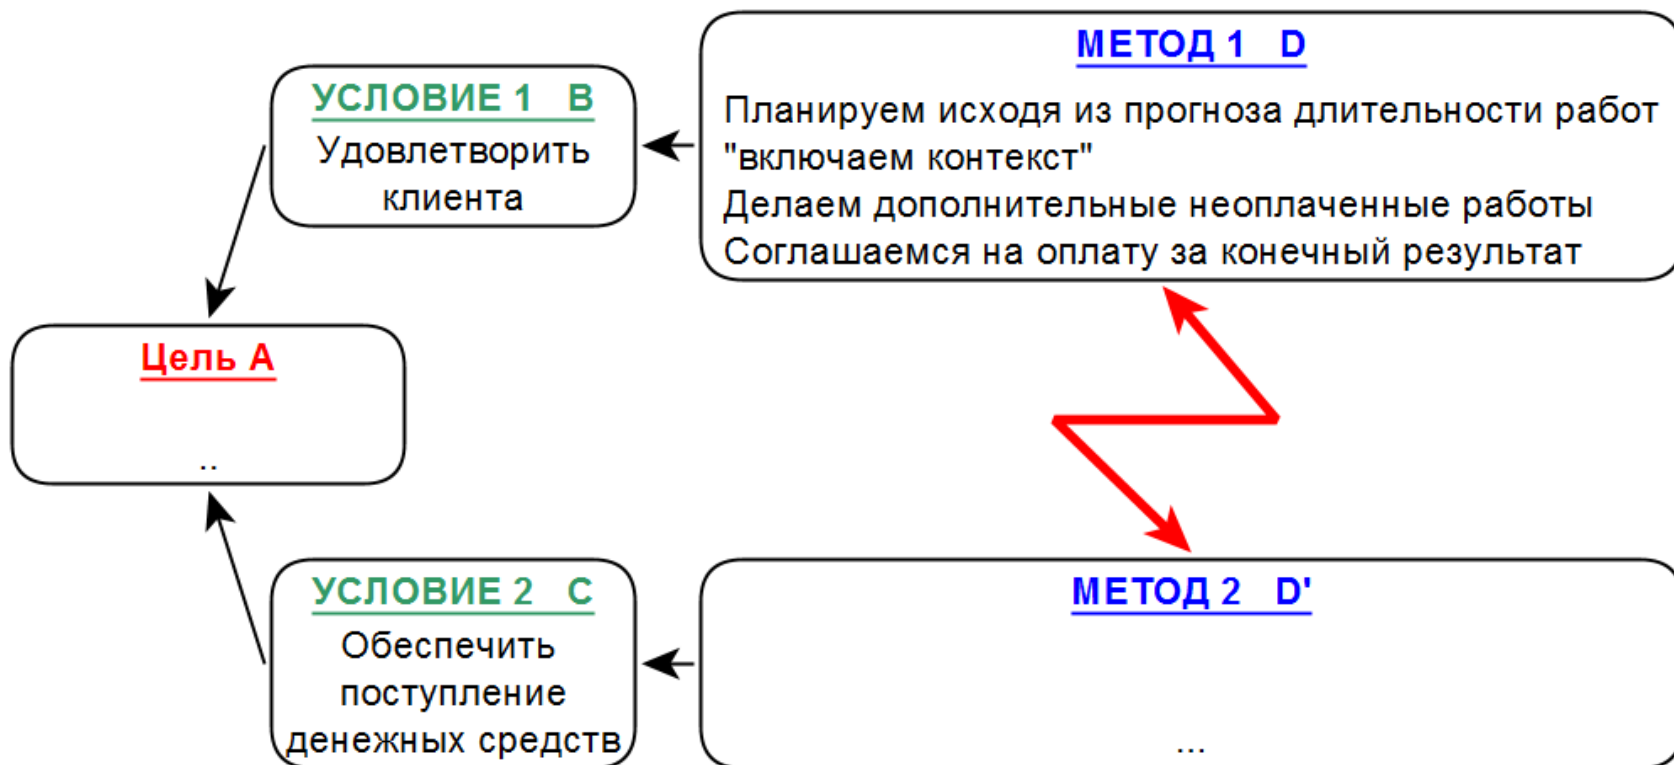 МЕТОД 1   D
Планируем исходя из прогноза длительности работ
"включаем контекст"
Делаем дополнительные неоплаченные работы
Соглашаемся на оплату за конечный результат
УСЛОВИЕ 1   B
Удовлетворить
клиента
Цель A
..
УСЛОВИЕ 2   C
Обеспечить
поступление
денежных средств
МЕТОД 2   D'
...